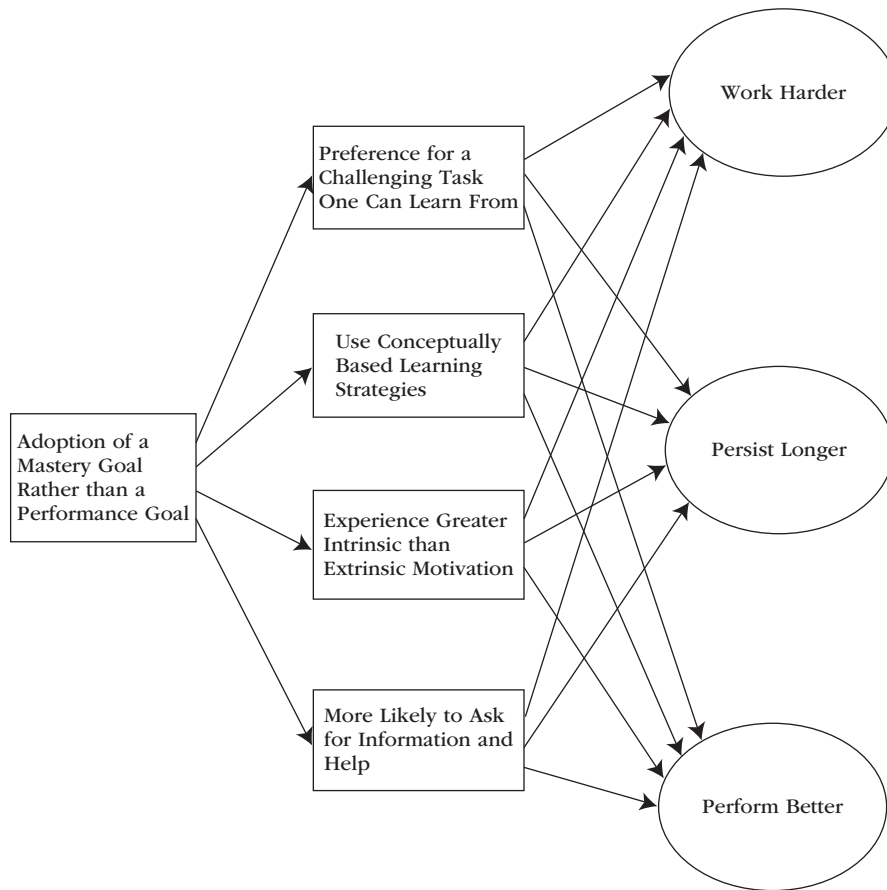 Adoption of a
Mastery Goal
Rather than a
Performance Goal
Preference for a
Challenging Task
One Can Learn From
Use Conceptually
Based Learning
Strategies
Experience Greater
Intrinsic than
Extrinsic Motivation
More Likely to Ask
for Information and
Help
Work Harder
Persist Longer
Perform Better